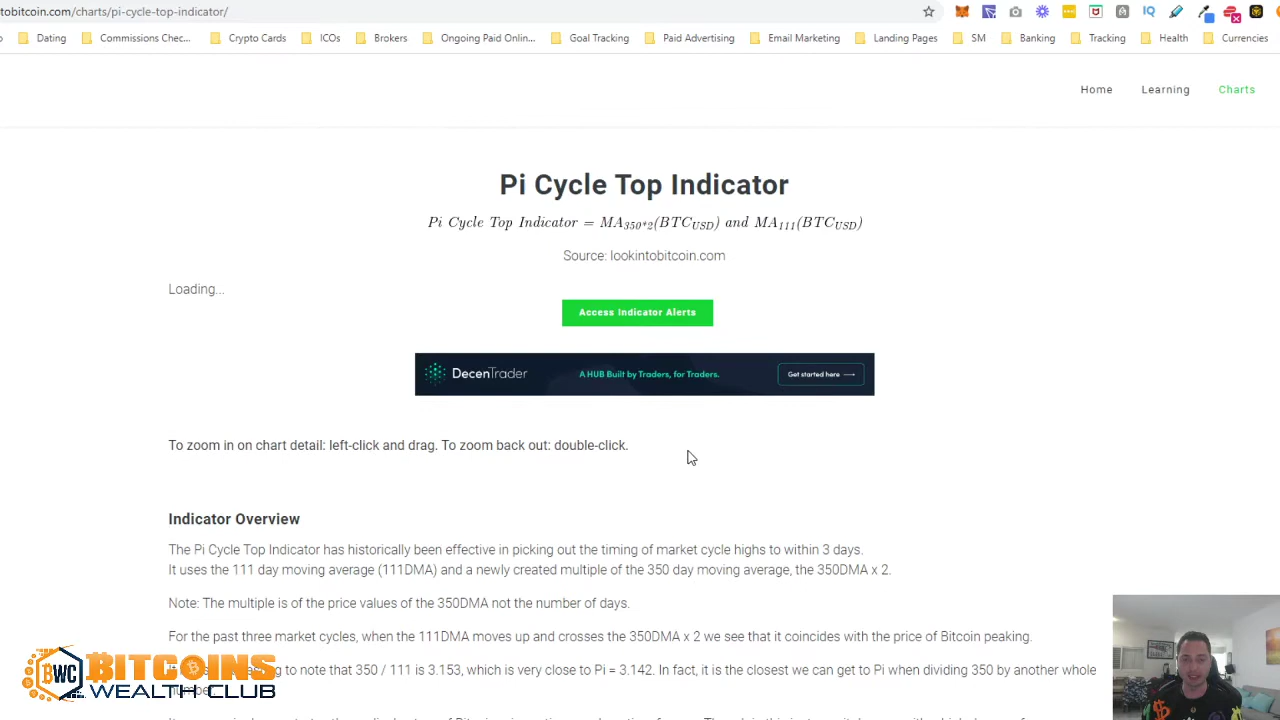 tobitcoin.com/charts/pi-cycle-top-indicator/
Dating Commissions Chec... Crypto Cards ICOs Brokers Ongoing Paid Onlin... Goal Tracking Paid Advertising Email Marketing Landing Pages SM Banking Tracking Health Currencies
Home Learning Charts
Pi Cycle Top Indicator
Pi Cycle Top Indicator = MA350*2(BTCUSD) and MA111(BTCUSD)
Source: lookintobitcoin.com
Loading...
Access Indicator Alerts
DecenTrader A HUB Built by Traders, for Traders. Get started here →
To zoom in on chart detail: left-click and drag. To zoom back out: double-click.
Indicator Overview
The Pi Cycle Top Indicator has historically been effective in picking out the timing of market cycle highs to within 3 days.
It uses the 111 day moving average (111DMA) and a newly created multiple of the 350 day moving average, the 350DMA x 2.
Note: The multiple is of the price values of the 350DMA not the number of days.
For the past three market cycles, when the 111DMA moves up and crosses the 350DMA x 2 we see that it coincides with the price of Bitcoin peaking.
to note that 350 / 111 is 3.153, which is very close to Pi = 3.142. In fact, it is the closest we can get to Pi when dividing 350 by another whole
BWC BITCOINS
WEALTH CLUB